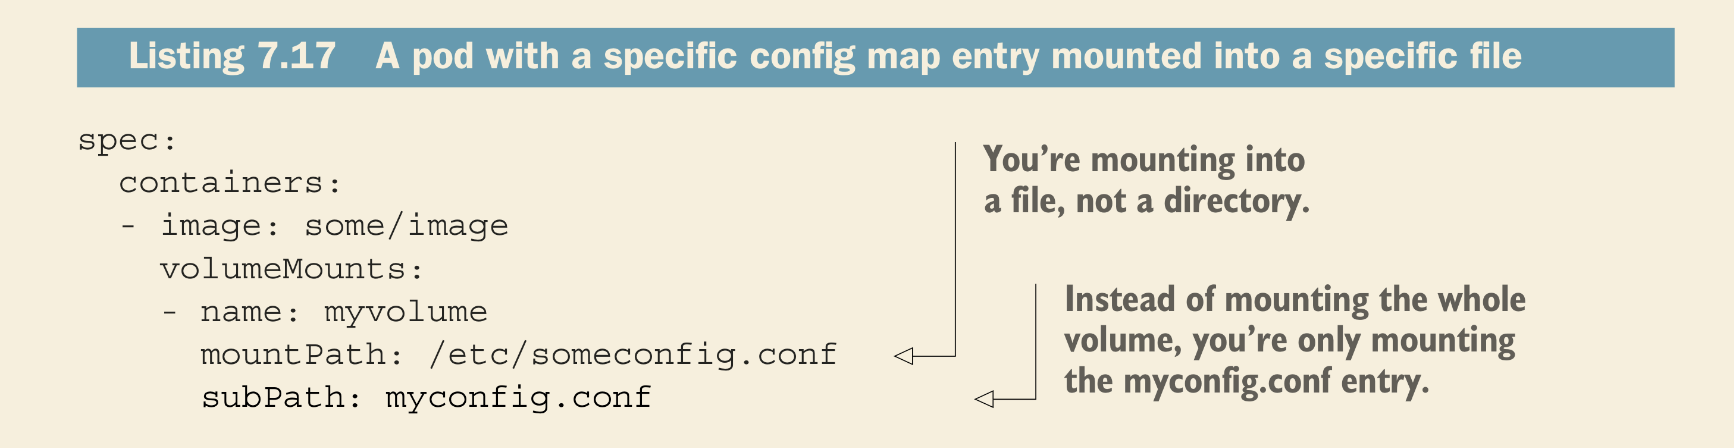 Listing 7.17 A pod with a specific config map entry mounted into a specific file
spec:
  containers:
  - image: some/image
    volumeMounts:
    - name: myvolume
      mountPath: /etc/someconfig.conf
      subPath: myconfig.conf
You’re mounting into
a file, not a directory.
Instead of mounting the whole
volume, you’re only mounting
the myconfig.conf entry.